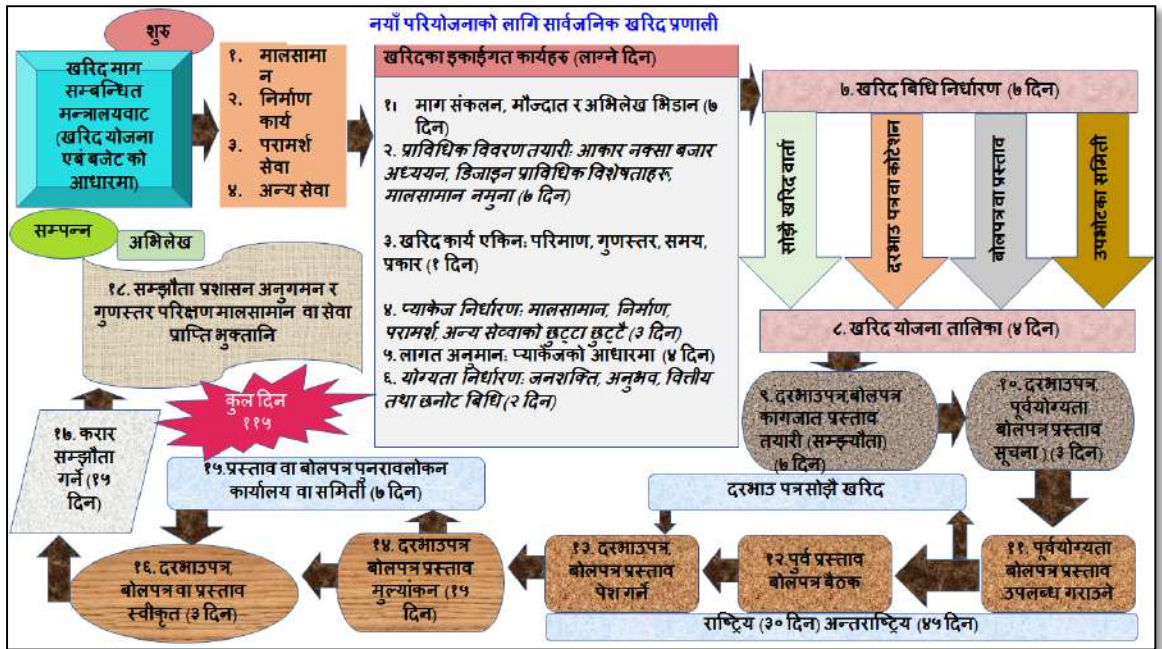 नयाँ परियोजनाको लागि सार्वजनिक खरिद प्रणाली
शुरु
खरिद माग
सम्बन्धित
मन्त्रालयवाट
(खरिद योजना
एबं बजेट को
आधारमा)
१. मालसामा
न
२. निर्माण
कार्य
३. परामर्श
सेवा
४. अन्य सेवा
खरिदका इकाईगत कार्यहरु (लाग्ने दिन)
१। माग संकलन, मौज्दात र अभिलेख भिडान (७
दिन)
२. प्राविधिक विवरण तयारी: आकार नक्सा बजार
अध्ययन, डिजाइन प्राविधिक विशेषताहरू,
मालसामान नमुना (७ दिन)
३. खरिद कार्य एकिन: परिमाण, गुणस्तर, समय,
प्रकार (१ दिन)
४. प्याकेज निर्धारण: मालसामान, निर्माण,
परामर्श, अन्य सेव्वाको छुट्टा छुट्टै (३ दिन)
५. लागत अनुमान: प्याकेजको आधारमा (४ दिन)
६. योग्यता निर्धारण: जनशक्ति, अनुभव, वित्तीय
तथा छनोट बिधि (२ दिन)
७. खरिद बिधि निर्धारण (७ दिन)
सोझै खरिद वार्ता
दरभाउ पत्र वा कोटेशन
बोलपत्र वा प्रस्ताव
उपभोटका समिती
८. खरिद योजना तालिका (४ दिन)
९. दरभाउपत्र,बोलपत्र
कागजात प्रस्ताव
तयारी (सम्झ्यौता)
(७ दिन)
१०. दरभाउपत्र,
पूर्वयोग्यता
बोलपत्र प्रस्ताव
सूचना ) (३ दिन)
दरभाउ पत्र सोझै खरिद
११. पूर्वयोग्यता
बोलपत्र प्रस्ताव
उपलब्ध गराउने
१२. पुर्व प्रस्ताव
बोलपत्र बैठक
१३. दरभाउपत्र,
बोलपत्र प्रस्ताव
पेश गर्ने
राष्ट्रिय (३० दिन) अन्तराष्ट्रिय (४५ दिन)
१४. दरभाउपत्र
बोलपत्र प्रस्ताव
मुल्यांकन (१५
दिन)
१५.प्रस्ताव वा बोलपत्र पुनरावलोकन
कार्यालय वा समिती (७ दिन)
१६. दरभाउपत्र,
बोलपत्र वा प्रस्ताव
स्वीकृत (३ दिन)
१७. करार
सम्झौता
गर्ने (१५
दिन)
कुल दिन
११५
१८. सम्झौता प्रशासन अनुगमन र
गुणस्तर परिक्षण मालसामान वा सेवा
प्राप्ति भुक्तानि
अभिलेख
सम्पन्न